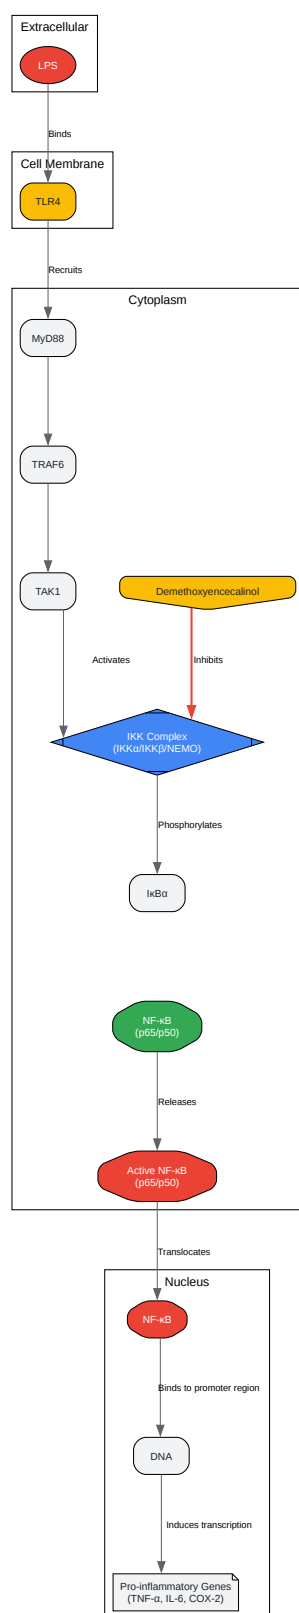 Extracellular
LPS
Binds
Cell Membrane
TLR4
Recruits
Cytoplasm
MyD88
TRAF6
TAK1
Demethoxyencecalinol
Activates
Inhibits
IKK Complex
(IKKα/IKKβ/NEMO)
Phosphorylates
IκBα
NF-κB
(p65/p50)
Releases
Active NF-κB
(p65/p50)
Translocates
Nucleus
NF-κB
Binds to promoter region
DNA
Induces transcription
Pro-inflammatory Genes
(TNF-α, IL-6, COX-2)